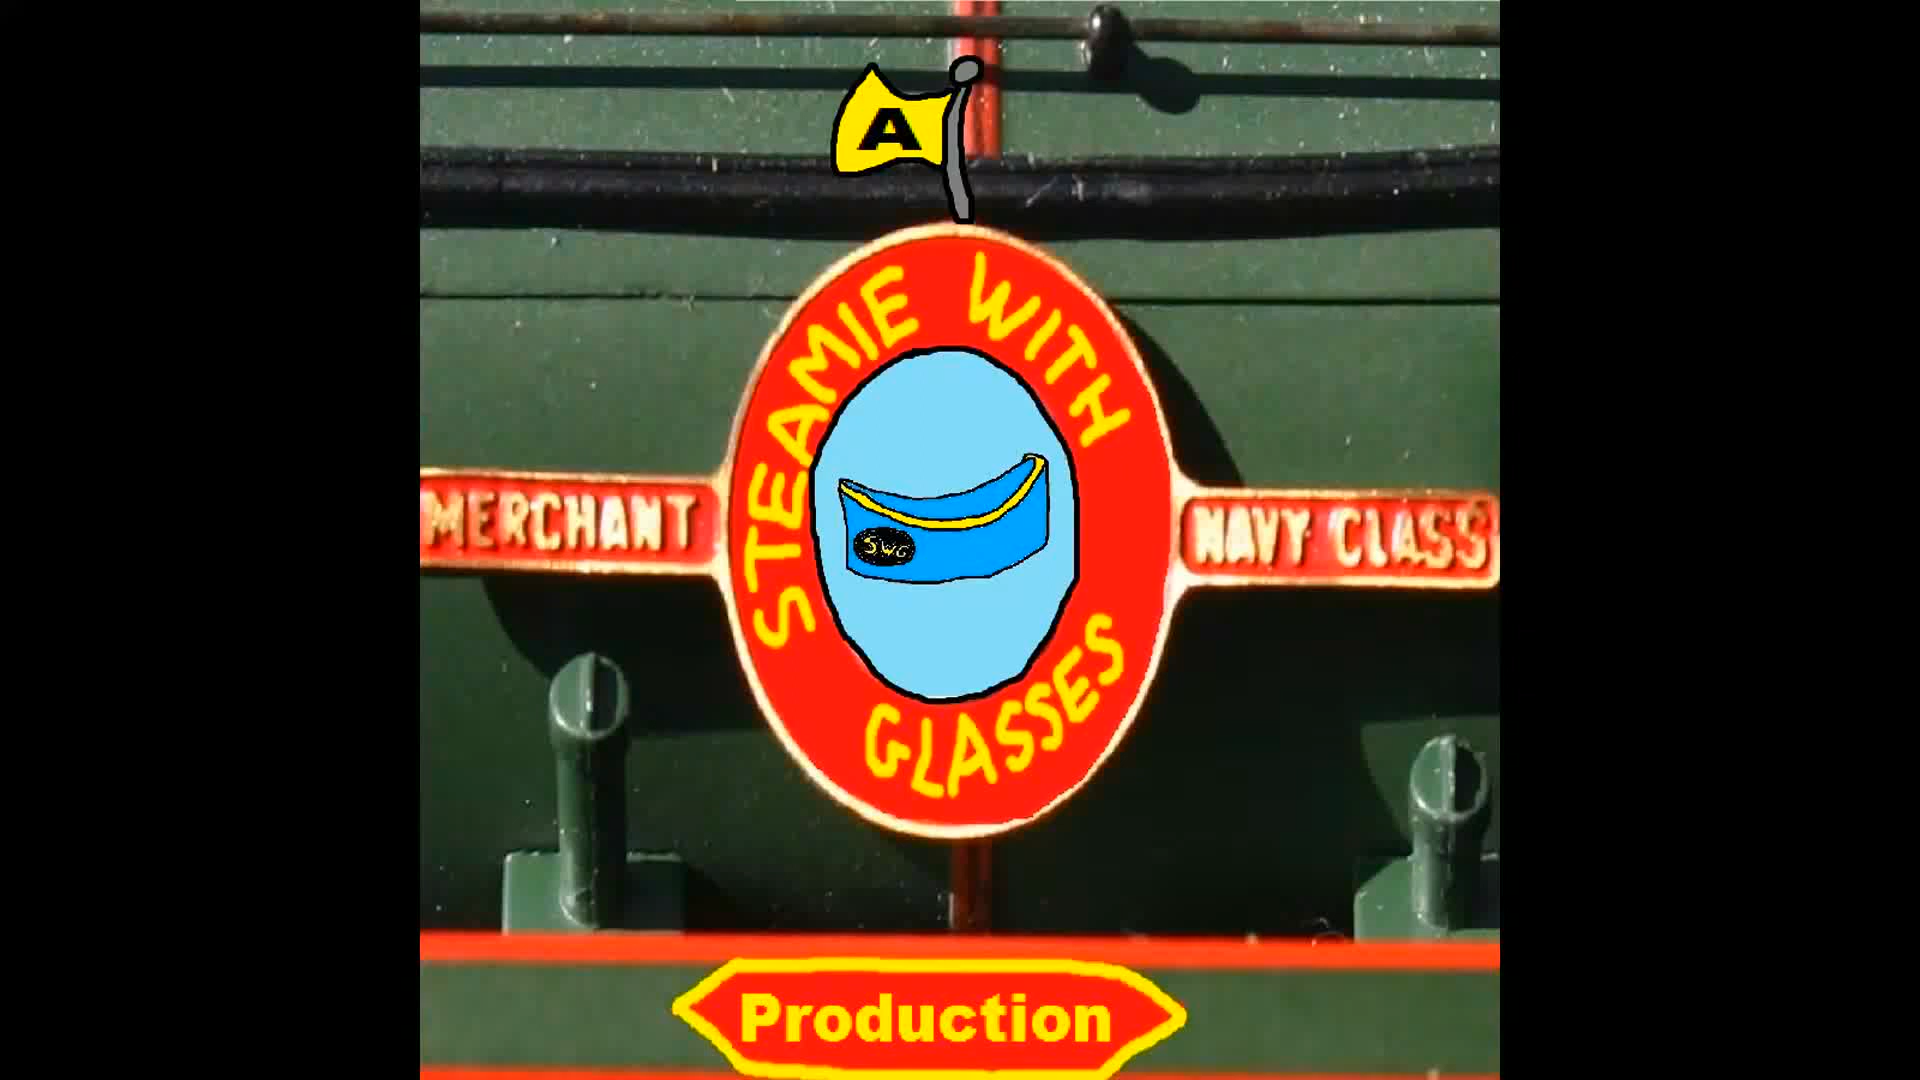 A
STEAMIE WITH
MERCHANT
NAVY CLASS
SWG
GLASSES
Production